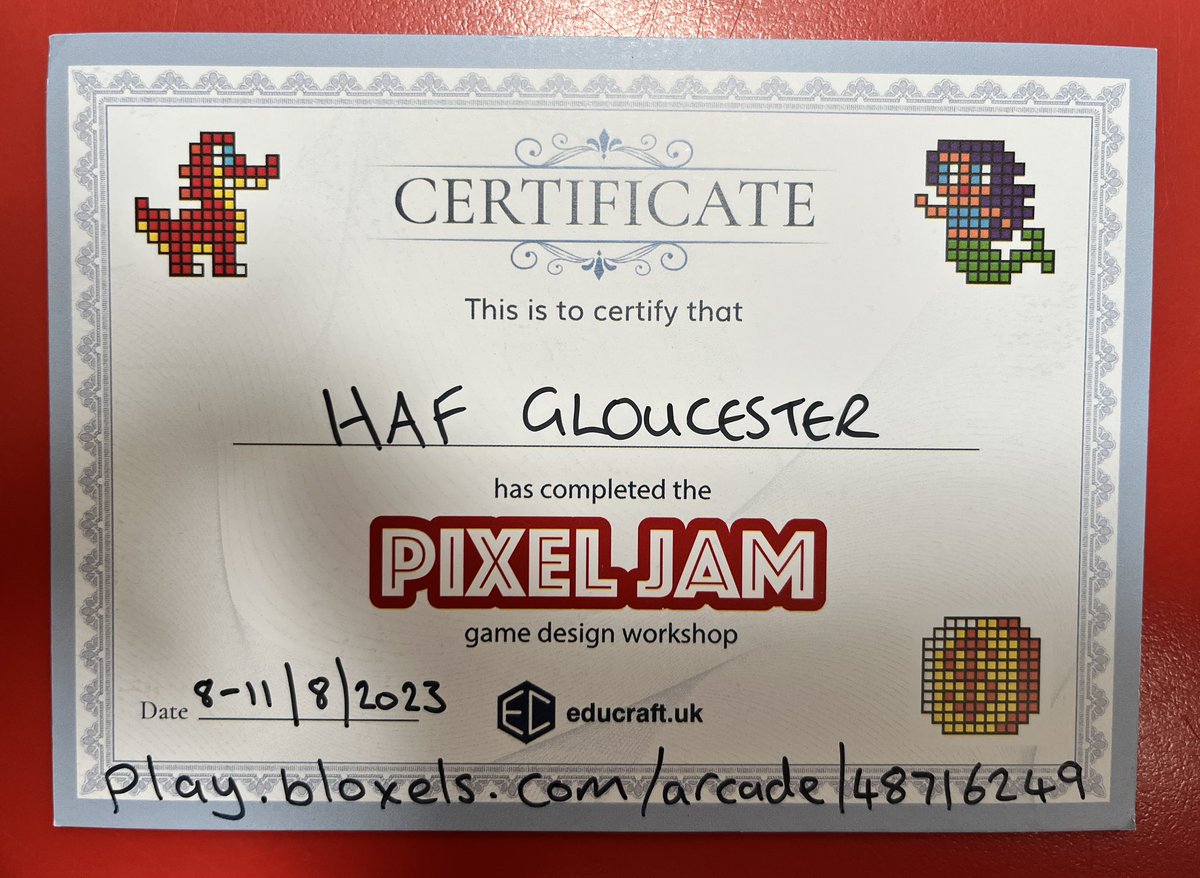 CERTIFICATE
This is to certify that
HAF GLOUCESTER
has completed the
PIXEL JAM
game design workshop
Date 8-11/8/2023
EC educraft.uk
play.bloxels.com/arcade/48716249